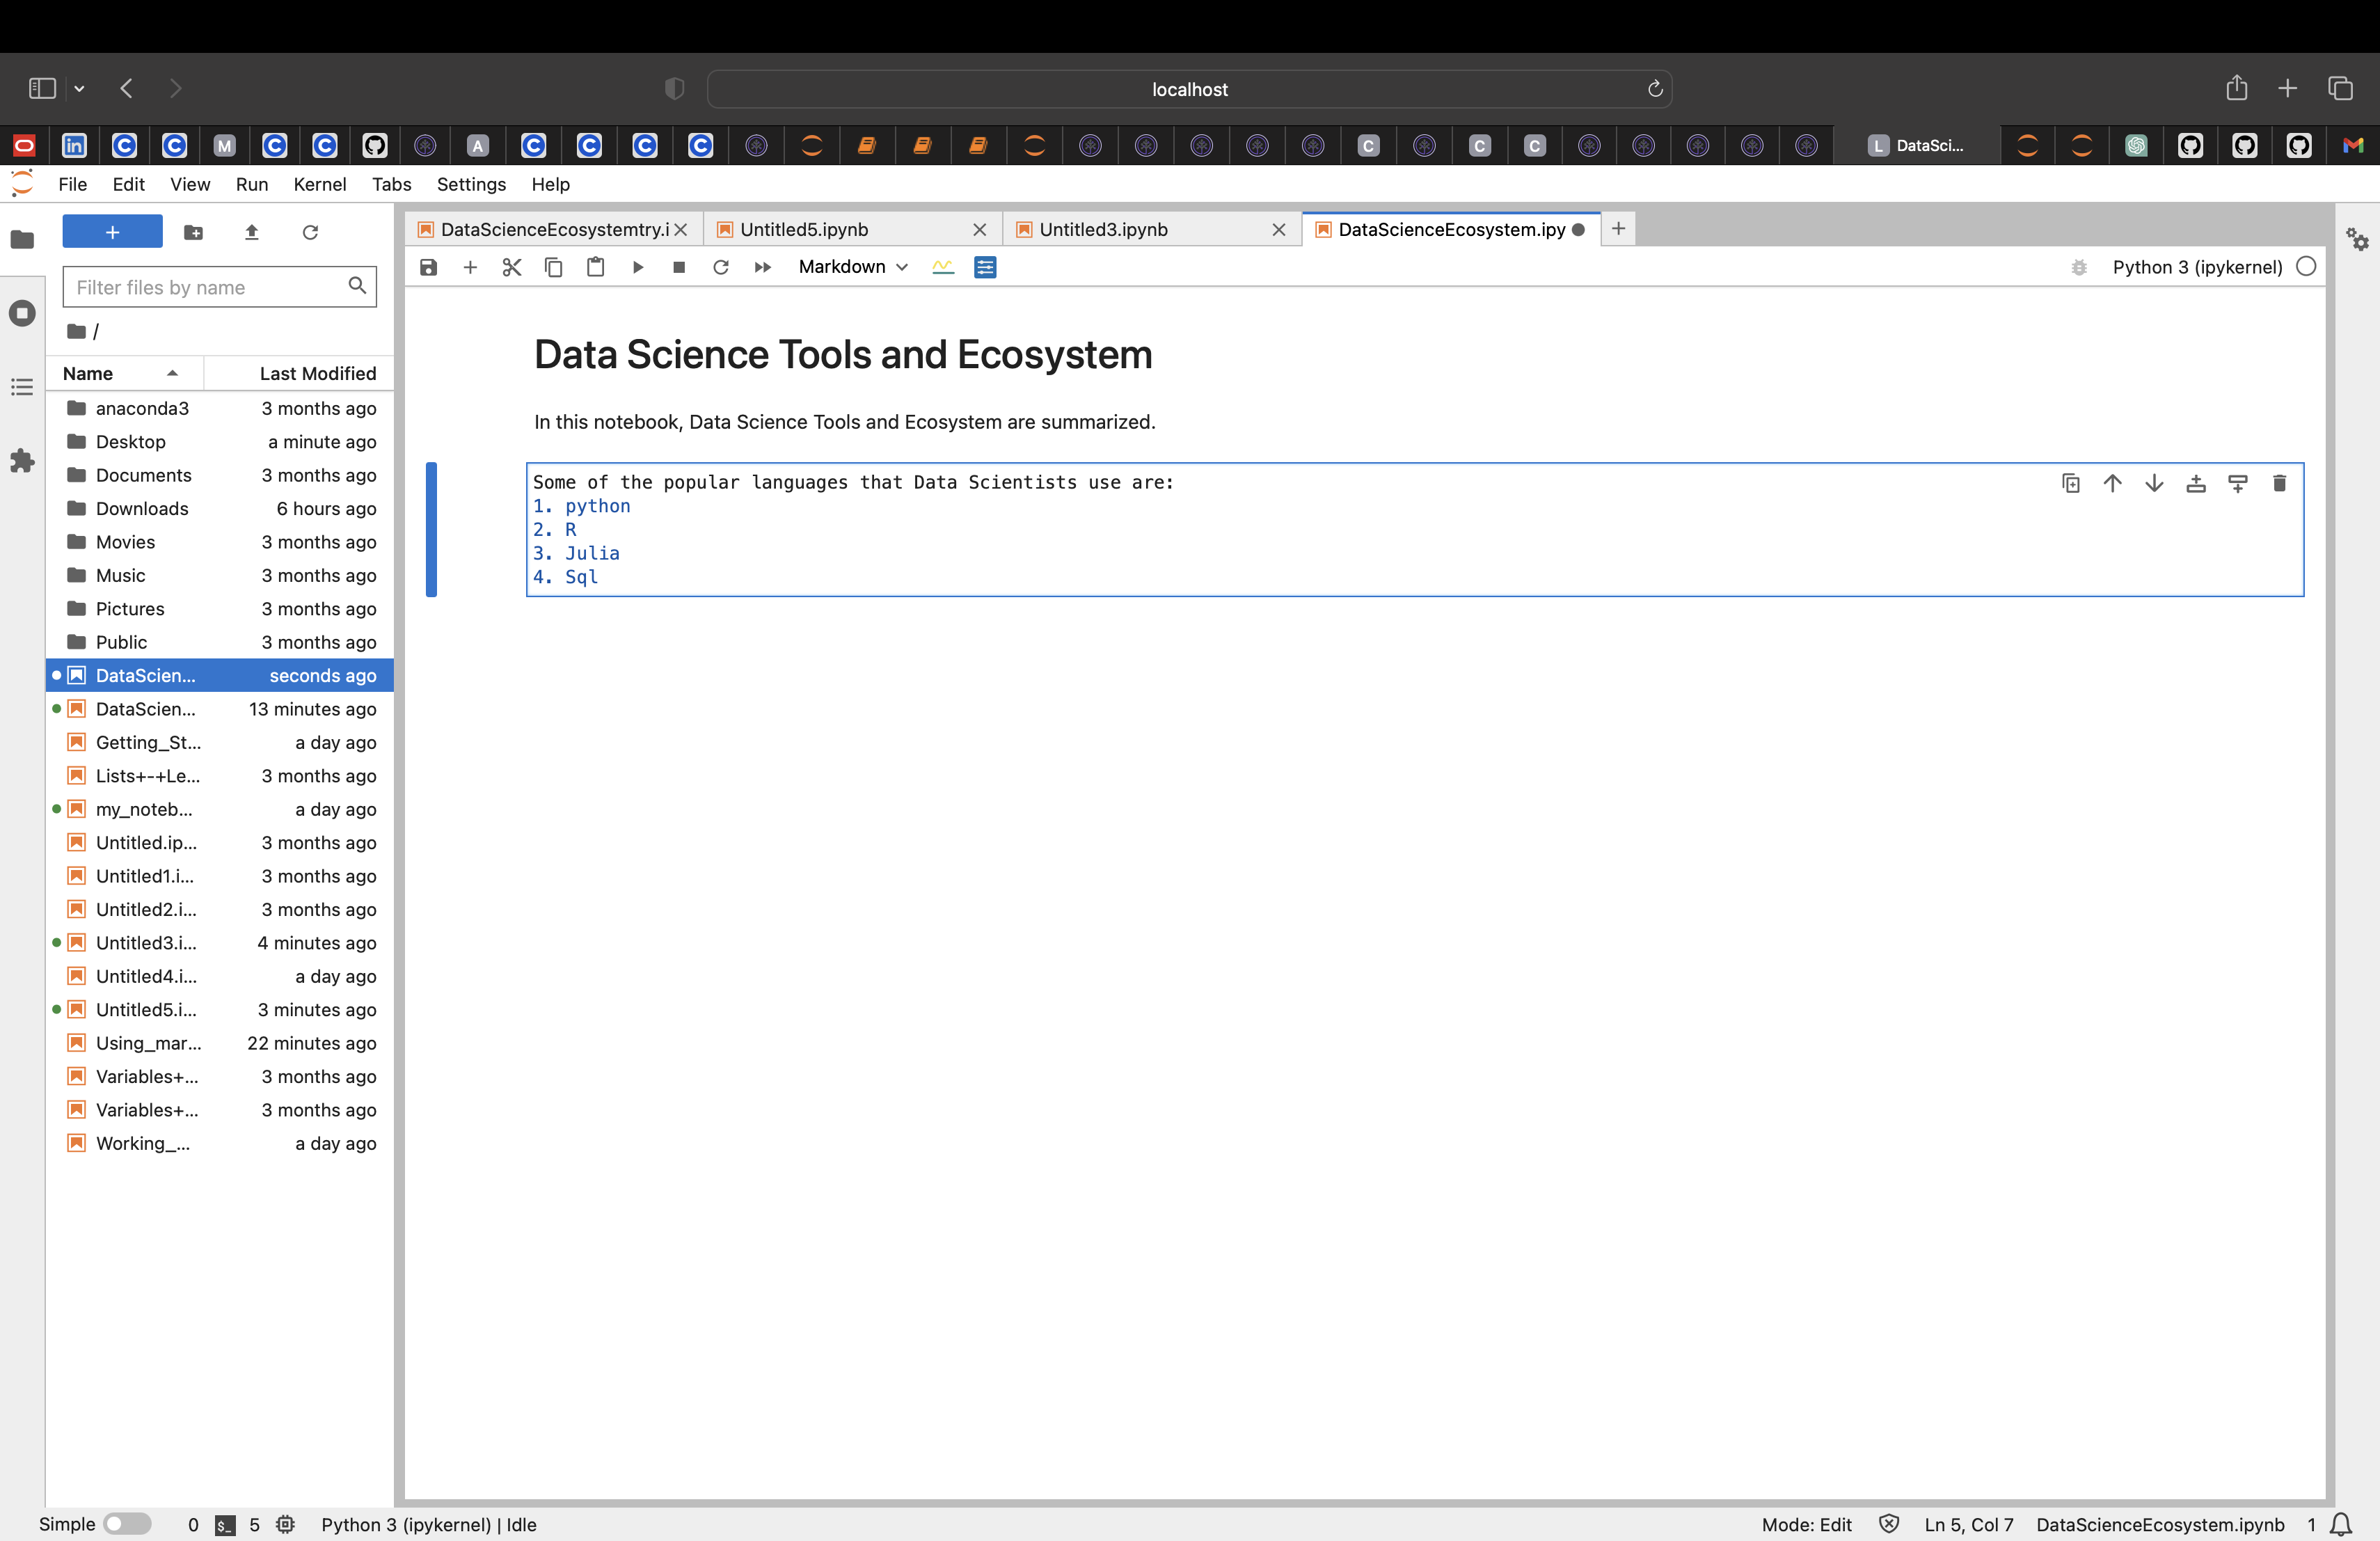 localhost
in
C
C
M
C
C
A
C
C
C
C
C
C
C
L DataSci...
File Edit View Run Kernel Tabs Settings Help
DataScienceEcosystemtry.i
Untitled5.ipynb
Untitled3.ipynb
DataScienceEcosystem.ipy
Markdown
Python 3 (ipykernel)
Filter files by name
/
Name Last Modified
anaconda3 3 months ago
Desktop a minute ago
Documents 3 months ago
Downloads 6 hours ago
Movies 3 months ago
Music 3 months ago
Pictures 3 months ago
Public 3 months ago
DataScien... seconds ago
DataScien... 13 minutes ago
Getting_St... a day ago
Lists+-+Le... 3 months ago
my_noteb... a day ago
Untitled.ip... 3 months ago
Untitled1.i... 3 months ago
Untitled2.i... 3 months ago
Untitled3.i... 4 minutes ago
Untitled4.i... a day ago
Untitled5.i... 3 minutes ago
Using_mar... 22 minutes ago
Variables+... 3 months ago
Variables+... 3 months ago
Working_... a day ago
Data Science Tools and Ecosystem
In this notebook, Data Science Tools and Ecosystem are summarized.
Some of the popular languages that Data Scientists use are:
1. python
2. R
3. Julia
4. Sql
Simple 0 $_ 5 Python 3 (ipykernel) | Idle
Mode: Edit Ln 5, Col 7 DataScienceEcosystem.ipynb 1